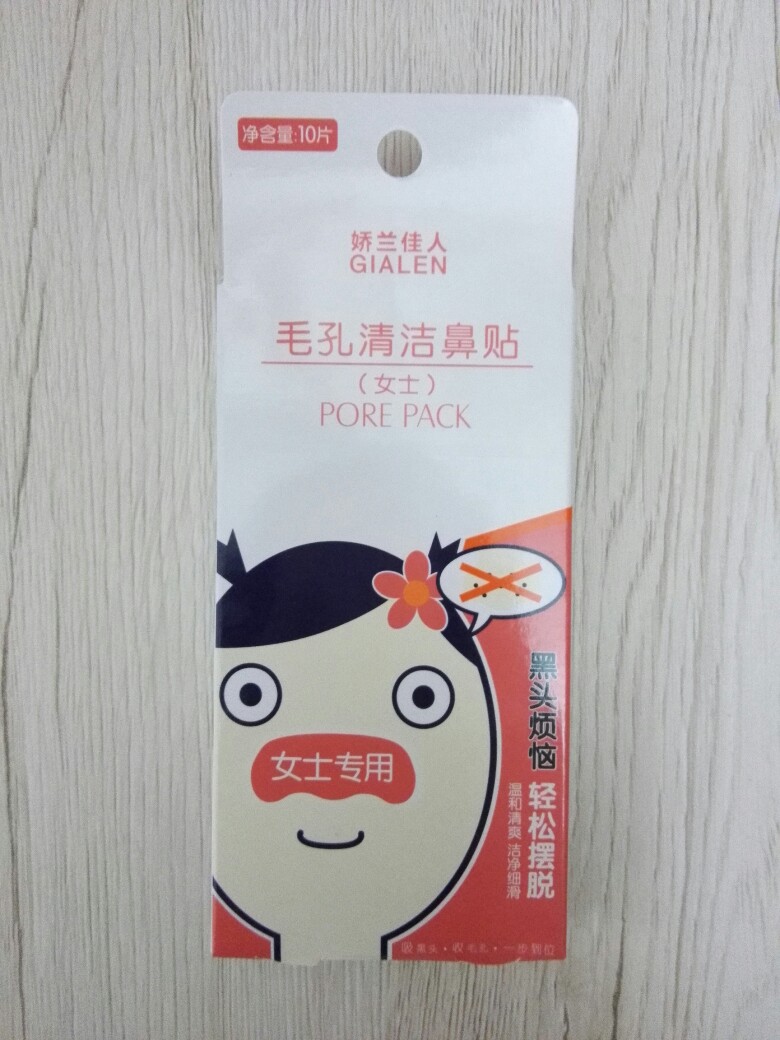 净含量:10片
娇兰佳人
GIALEN
毛孔清洁鼻贴
（女士）
PORE PACK
女士专用
黑头烦恼
轻松摆脱
温和清爽 洁净细滑
吸黑头·收毛孔·一步到位